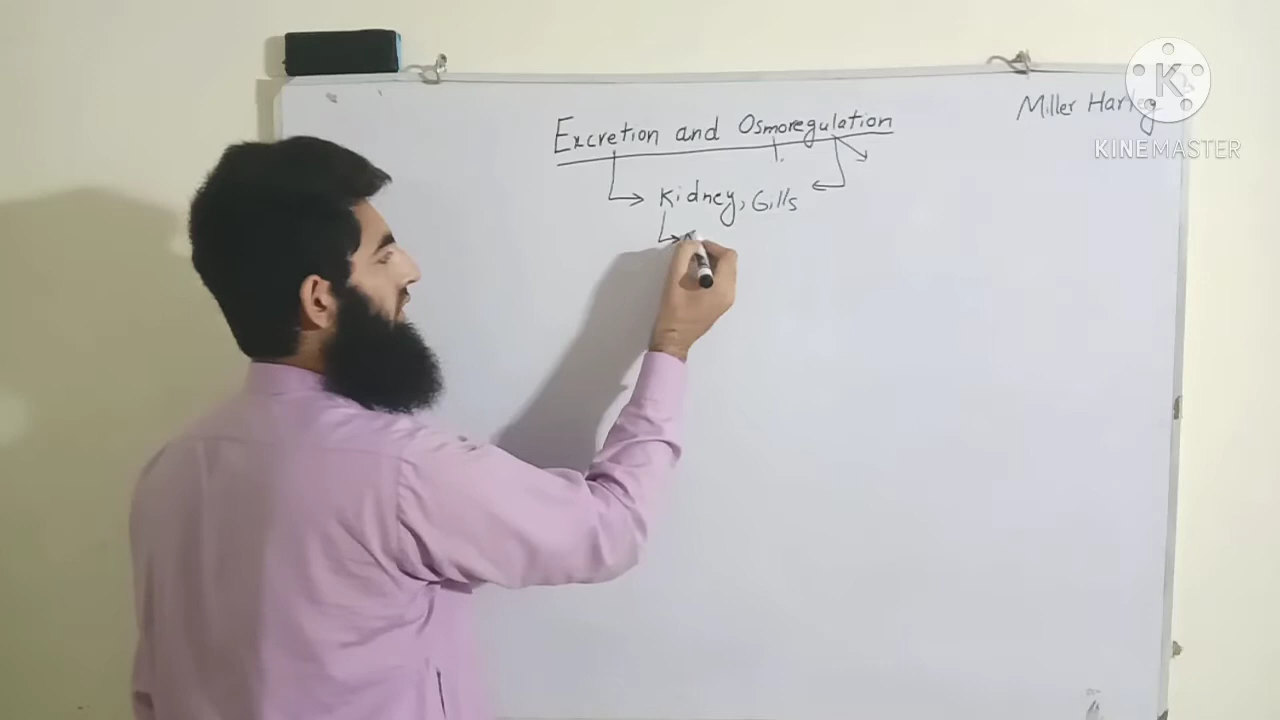 Excretion and Osmoregulation
Miller Harley
Kidney, Gills
K
KINEMASTER